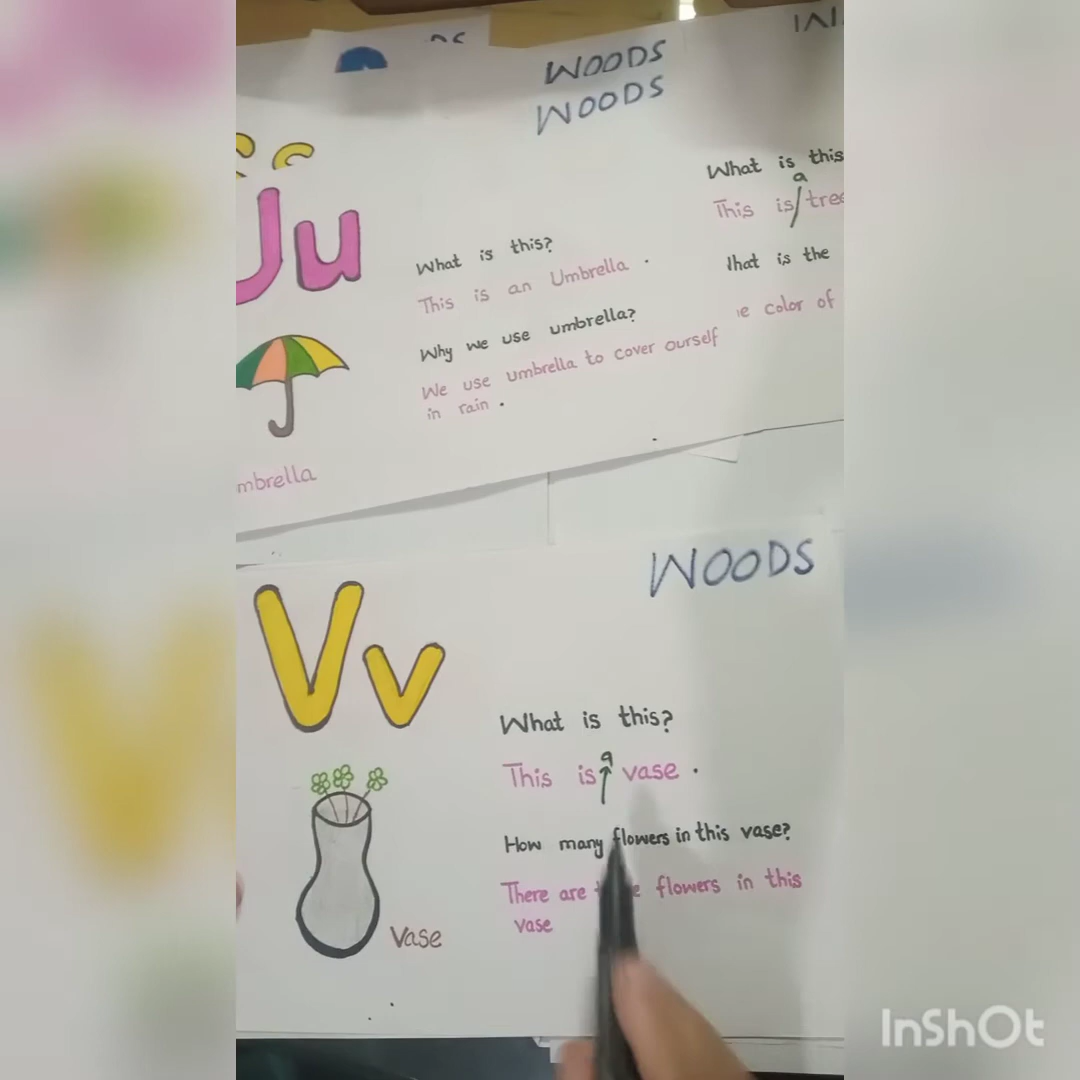 WOODS
WOODS
Uu
What is this?
This is an Umbrella .
Why we use umbrella?
We use umbrella to cover ourself
in rain .
mbrella
What is this
This is a tree
hat is the
e color of
WOODS
Vv
What is this?
This is a vase .
How many flowers in this vase?
There are flowers in this
vase
Vase
InShOt